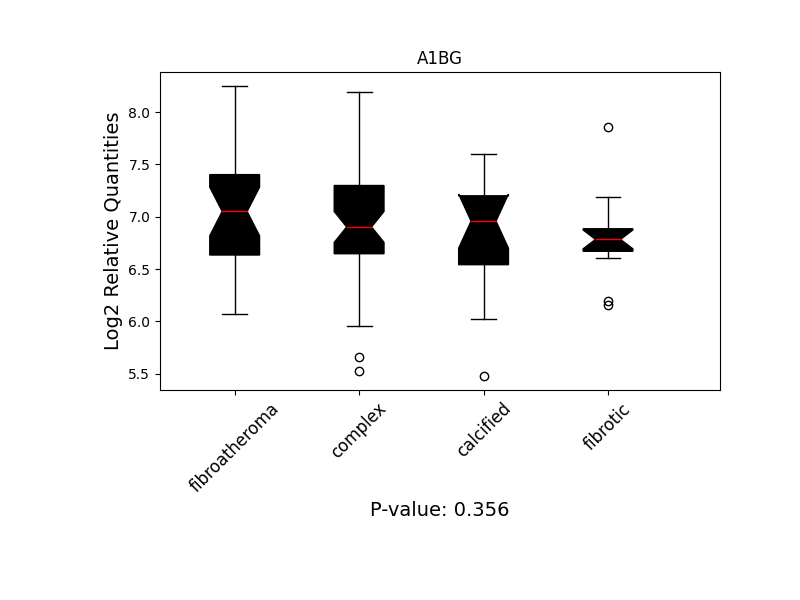 A1BG
Log2 Relative Quantities
8.0
7.5
7.0
6.5
6.0
5.5
fibroatheroma
complex
calcified
fibrotic
P-value: 0.356